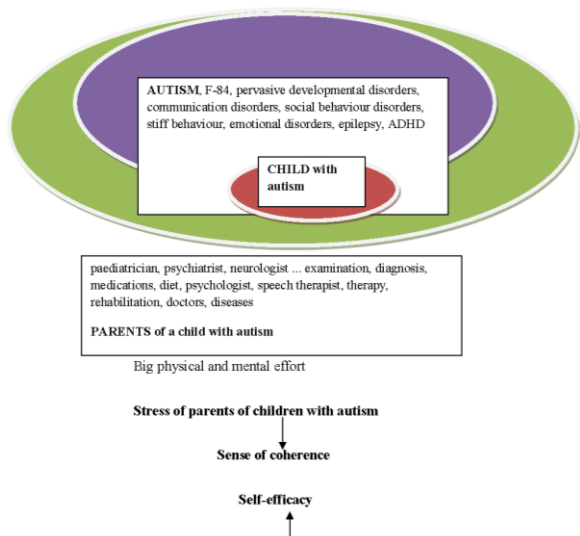 AUTISM, F-84, pervasive developmental disorders,
communication disorders, social behaviour disorders,
stiff behaviour, emotional disorders, epilepsy, ADHD
CHILD with
autism
paediatrician, psychiatrist, neurologist ... examination, diagnosis,
medications, diet, psychologist, speech therapist, therapy,
rehabilitation, doctors, diseases
PARENTS of a child with autism
Big physical and mental effort
Stress of parents of children with autism
Sense of coherence
Self-efficacy